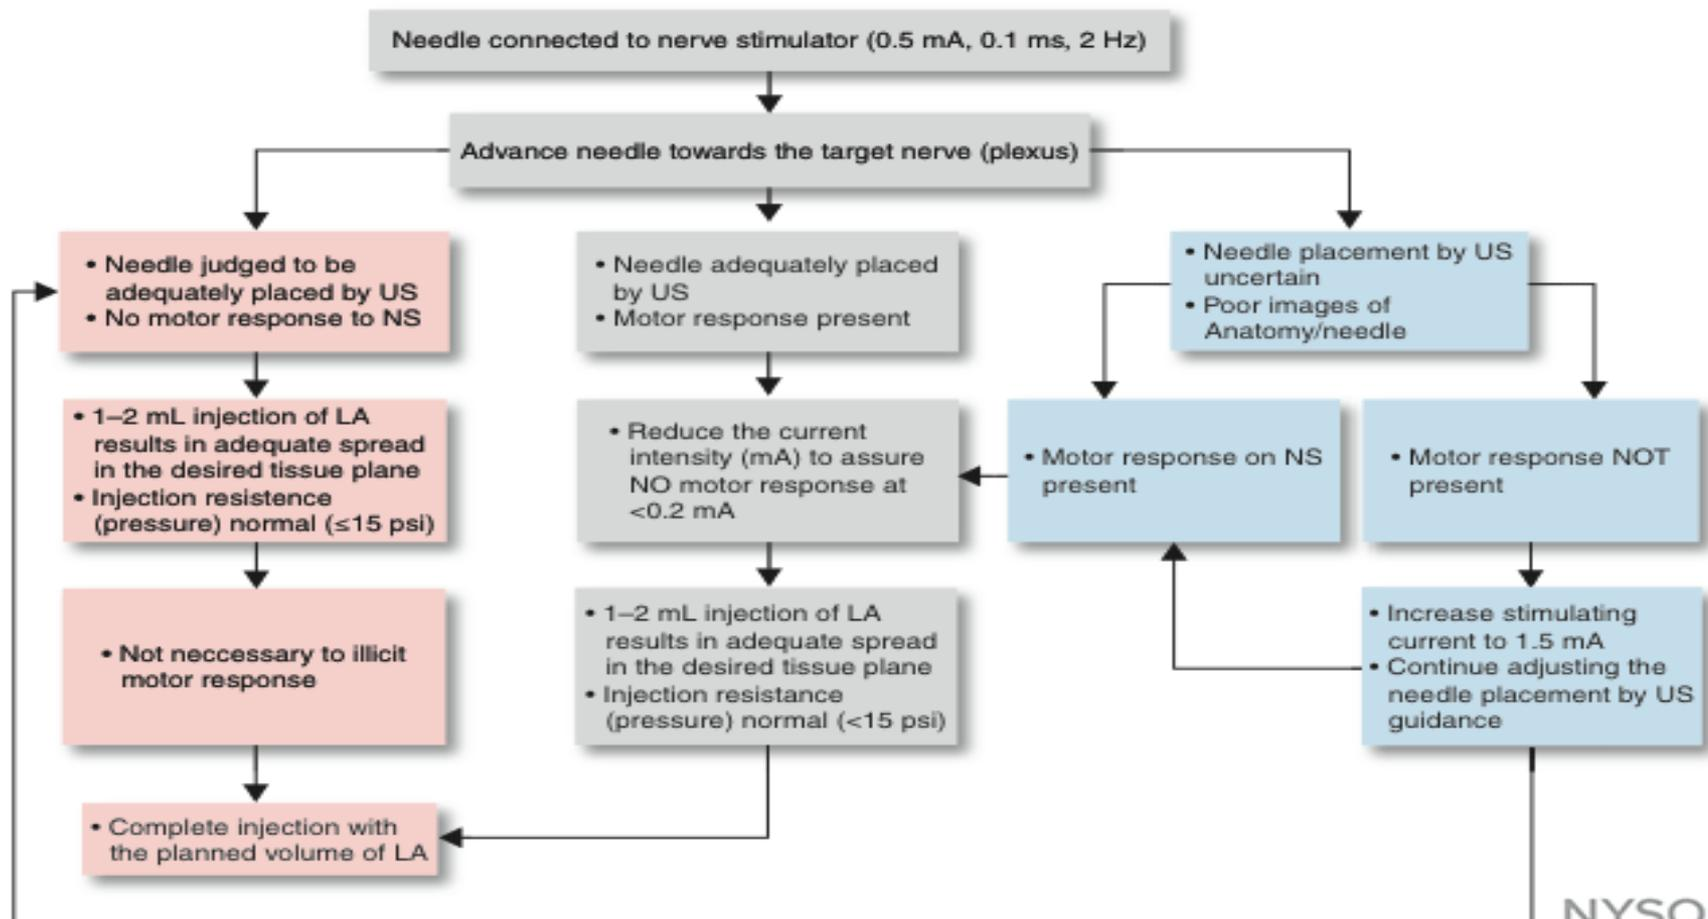 Needle connected to nerve stimulator (0.5 mA, 0.1 ms, 2 Hz)
Advance needle towards the target nerve (plexus)
• Needle judged to be
adequately placed by US
• No motor response to NS
• Needle adequately placed
by US
• Motor response present
• Needle placement by US
uncertain
• Poor images of
Anatomy/needle
• 1–2 mL injection of LA
results in adequate spread
in the desired tissue plane
• Injection resistence
(pressure) normal (≤15 psi)
• Reduce the current
intensity (mA) to assure
NO motor response at
<0.2 mA
• Motor response on NS
present
• Motor response NOT
present
• Not neccessary to illicit
motor response
• 1–2 mL injection of LA
results in adequate spread
in the desired tissue plane
• Injection resistance
(pressure) normal (<15 psi)
• Increase stimulating
current to 1.5 mA
• Continue adjusting the
needle placement by US
guidance
• Complete injection with
the planned volume of LA
NYSO